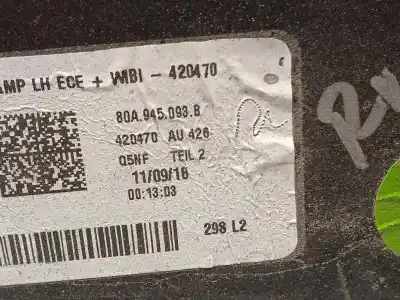 AMP LH ECE + WIBI - 420470
80A.945.093.B
420470 AU 426
Q5NF TEIL 2
11/09/18
00:13:03
298 L2